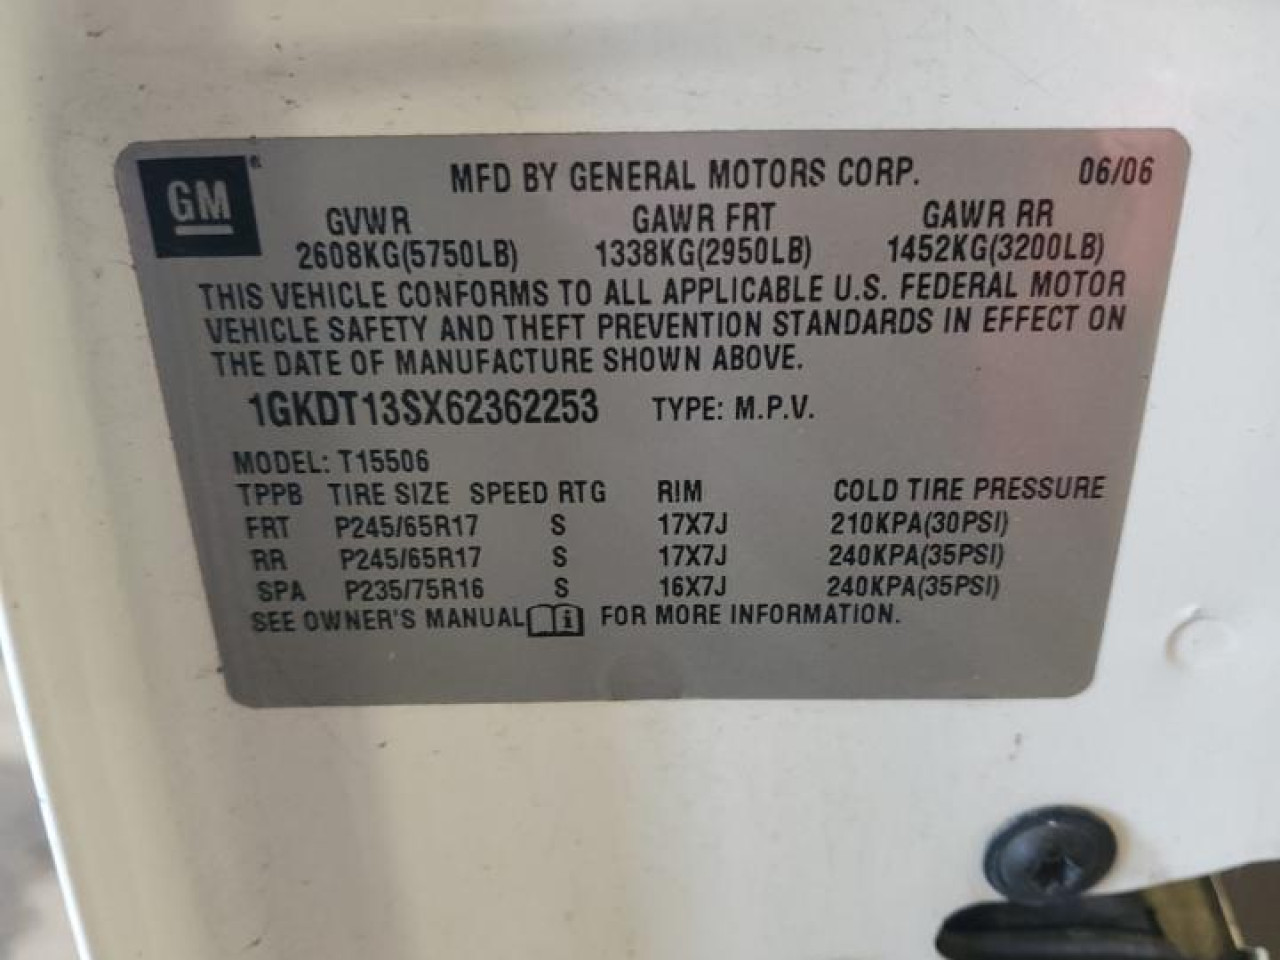 GM® MFD BY GENERAL MOTORS CORP. 06/06
GVWR GAWR FRT GAWR RR
2608KG(5750LB) 1338KG(2950LB) 1452KG(3200LB)
THIS VEHICLE CONFORMS TO ALL APPLICABLE U.S. FEDERAL MOTOR
VEHICLE SAFETY AND THEFT PREVENTION STANDARDS IN EFFECT ON
THE DATE OF MANUFACTURE SHOWN ABOVE.
1GKDT13SX62362253 TYPE: M.P.V.
MODEL: T15506
TPPB TIRE SIZE SPEED RTG RIM COLD TIRE PRESSURE
FRT P245/65R17 S 17X7J 210KPA(30PSI)
RR P245/65R17 S 17X7J 240KPA(35PSI)
SPA P235/75R16 S 16X7J 240KPA(35PSI)
SEE OWNER'S MANUAL i FOR MORE INFORMATION.